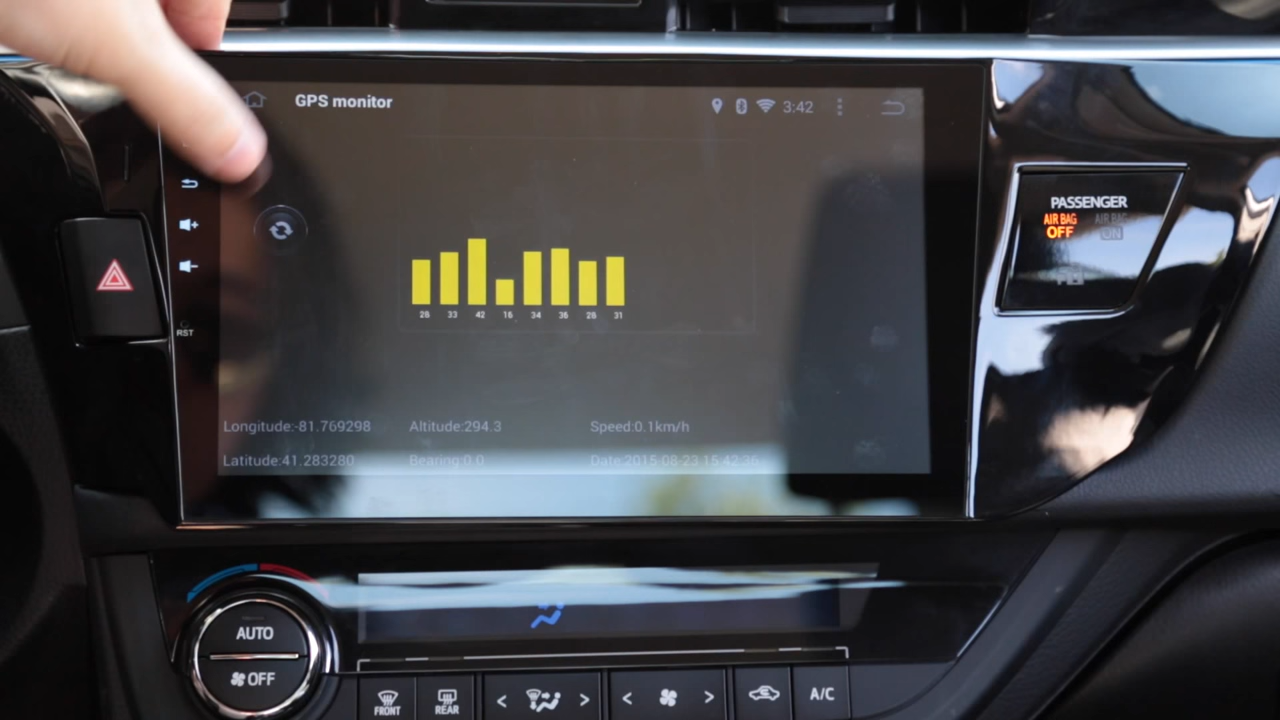 GPS monitor
3:42
PASSENGER
AIR BAG OFF
AIR BAG ON
RST
28 33 42 16 34 36 28 31
Longitude:-81.769298 Altitude:294.3 Speed:0.1km/h
Latitude:41.283280 Bearing:0.0 Date:2015-08-23 15:42:36
AUTO
OFF
FRONT
REAR
A/C